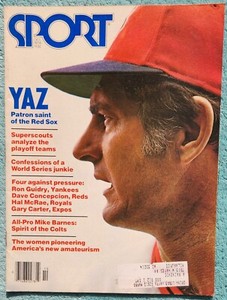 SPORT
YAZ
Patron saint
of the Red Sox
Superscouts
analyze the
playoff teams
Confessions of a
World Series junkie
Four against pressure:
Ron Guidry, Yankees
Dave Concepcion, Reds
Hal McRae, Royals
Gary Carter, Expos
All-Pro Mike Barnes:
Spirit of the Colts
The women pioneering
America's new amateurism